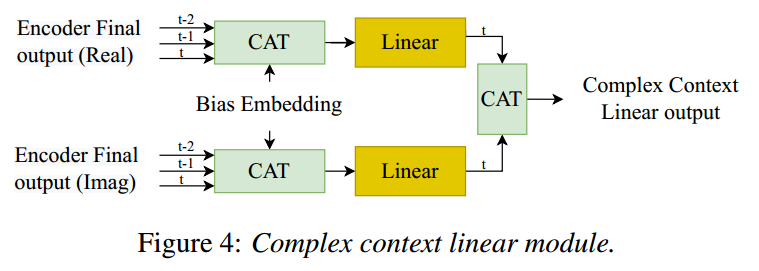 Encoder Final
output (Real)
t-2
t-1
t
CAT
Linear
t
Bias Embedding
CAT
Complex Context
Linear output
Encoder Final
output (Imag)
t-2
t-1
t
CAT
Linear
t
Figure 4: Complex context linear module.